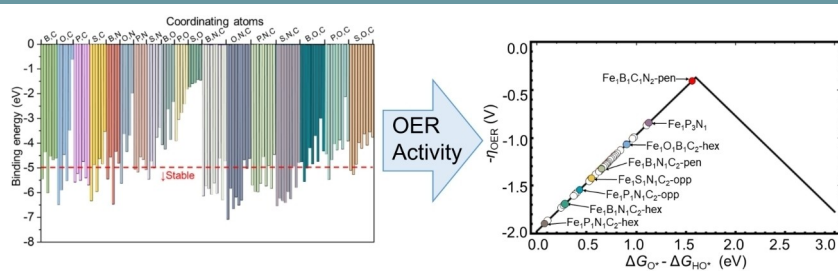 Coordinating atoms
B,C
O,C
P,C
S,C
B,N
O,N
P,N
S,N
B,O
P,O
S,O
B,N,C
O,N,C
P,N,C
S,N,C
B,O,C
P,O,C
S,O,C
0
-1
-2
-3
-4
-5
-6
-7
-8
Binding energy (eV)
↓Stable
OER
Activity
0.0
-0.5
-1.0
-1.5
-2.0
-η_OER (V)
Fe₁B₁C₁N₂-pen
Fe₁P₃N₁
Fe₁O₁B₁C₂-hex
Fe₁B₁N₁C₂-pen
Fe₁S₁N₁C₂-opp
Fe₁P₁N₁C₂-opp
Fe₁B₁N₁C₂-hex
Fe₁P₁N₁C₂-hex
0.0 0.5 1.0 1.5 2.0 2.5 3.0
ΔG_O* - ΔG_HO* (eV)